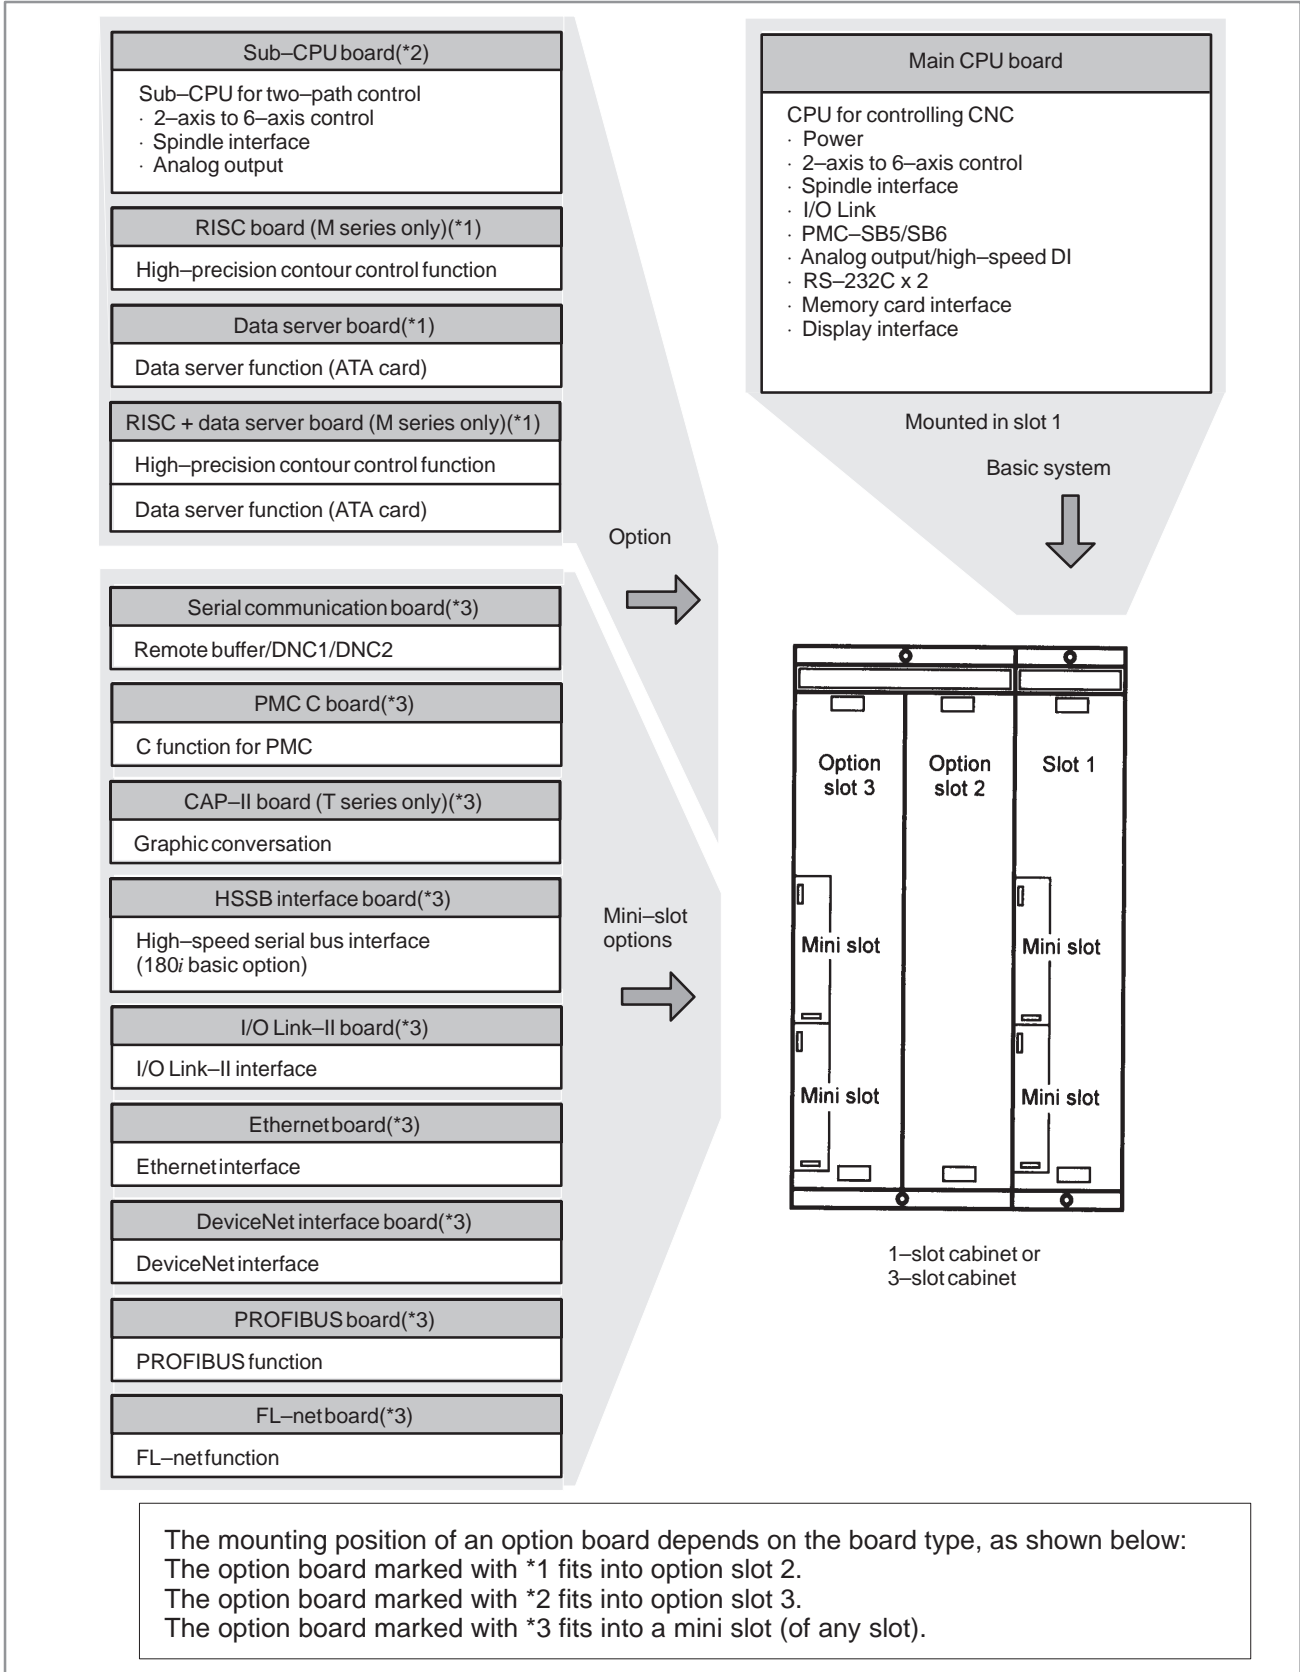 Sub–CPU board(*2)
Sub–CPU for two–path control
· 2–axis to 6–axis control
· Spindle interface
· Analog output
RISC board (M series only)(*1)
High–precision contour control function
Data server board(*1)
Data server function (ATA card)
RISC + data server board (M series only)(*1)
High–precision contour control function
Data server function (ATA card)
Option
Main CPU board
CPU for controlling CNC
· Power
· 2–axis to 6–axis control
· Spindle interface
· I/O Link
· PMC–SB5/SB6
· Analog output/high–speed DI
· RS–232C x 2
· Memory card interface
· Display interface
Mounted in slot 1
Basic system
Serial communication board(*3)
Remote buffer/DNC1/DNC2
PMC C board(*3)
C function for PMC
CAP–II board (T series only)(*3)
Graphic conversation
HSSB interface board(*3)
High–speed serial bus interface
(180i basic option)
I/O Link–II board(*3)
I/O Link–II interface
Ethernet board(*3)
Ethernet interface
DeviceNet interface board(*3)
DeviceNet interface
PROFIBUS board(*3)
PROFIBUS function
FL–net board(*3)
FL–net function
Mini–slot
options
Option
slot 3
Option
slot 2
Slot 1
Mini slot
Mini slot
Mini slot
Mini slot
1–slot cabinet or
3–slot cabinet
The mounting position of an option board depends on the board type, as shown below:
The option board marked with *1 fits into option slot 2.
The option board marked with *2 fits into option slot 3.
The option board marked with *3 fits into a mini slot (of any slot).